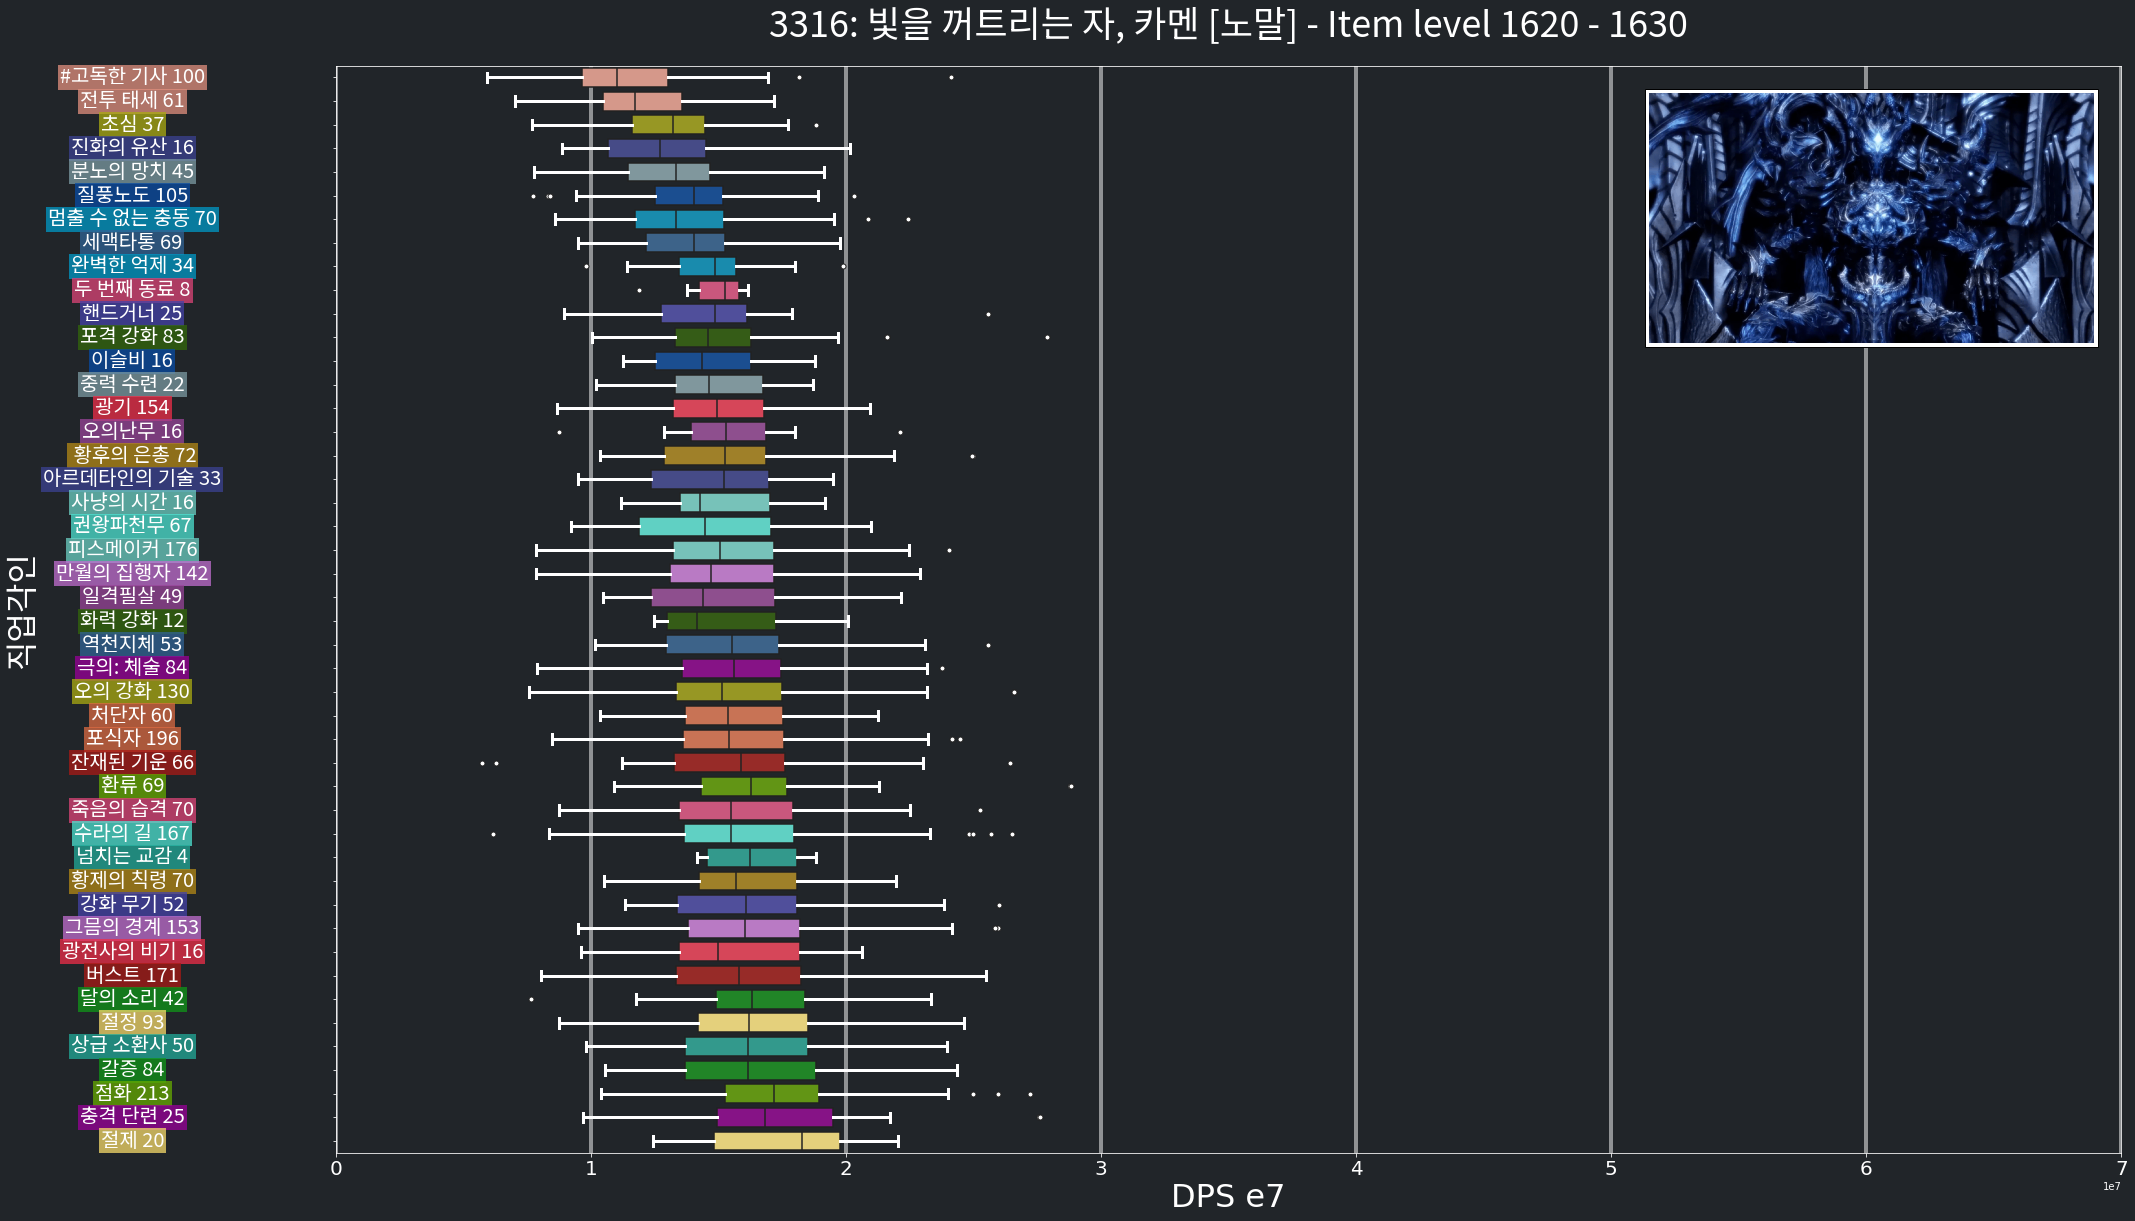 3316: 빛을 꺼트리는 자, 카멘 [노말] - Item level 1620 - 1630
#고독한 기사 100
전투 태세 61
초심 37
진화의 유산 16
분노의 망치 45
질풍노도 105
멈출 수 없는 충동 70
세맥타통 69
완벽한 억제 34
두 번째 동료 8
핸드거너 25
포격 강화 83
이슬비 16
중력 수련 22
광기 154
오의난무 16
황후의 은총 72
아르데타인의 기술 33
사냥의 시간 16
권왕파천무 67
피스메이커 176
만월의 집행자 142
일격필살 49
화력 강화 12
역천지체 53
극의: 체술 84
오의 강화 130
처단자 60
포식자 196
잔재된 기운 66
환류 69
죽음의 습격 70
수라의 길 167
넘치는 교감 4
황제의 칙령 70
강화 무기 52
그믐의 경계 153
광전사의 비기 16
버스트 171
달의 소리 42
절정 93
상급 소환사 50
갈증 84
점화 213
충격 단련 25
절제 20
직업각인
0 1 2 3 4 5 6 7
1e7
DPS e7